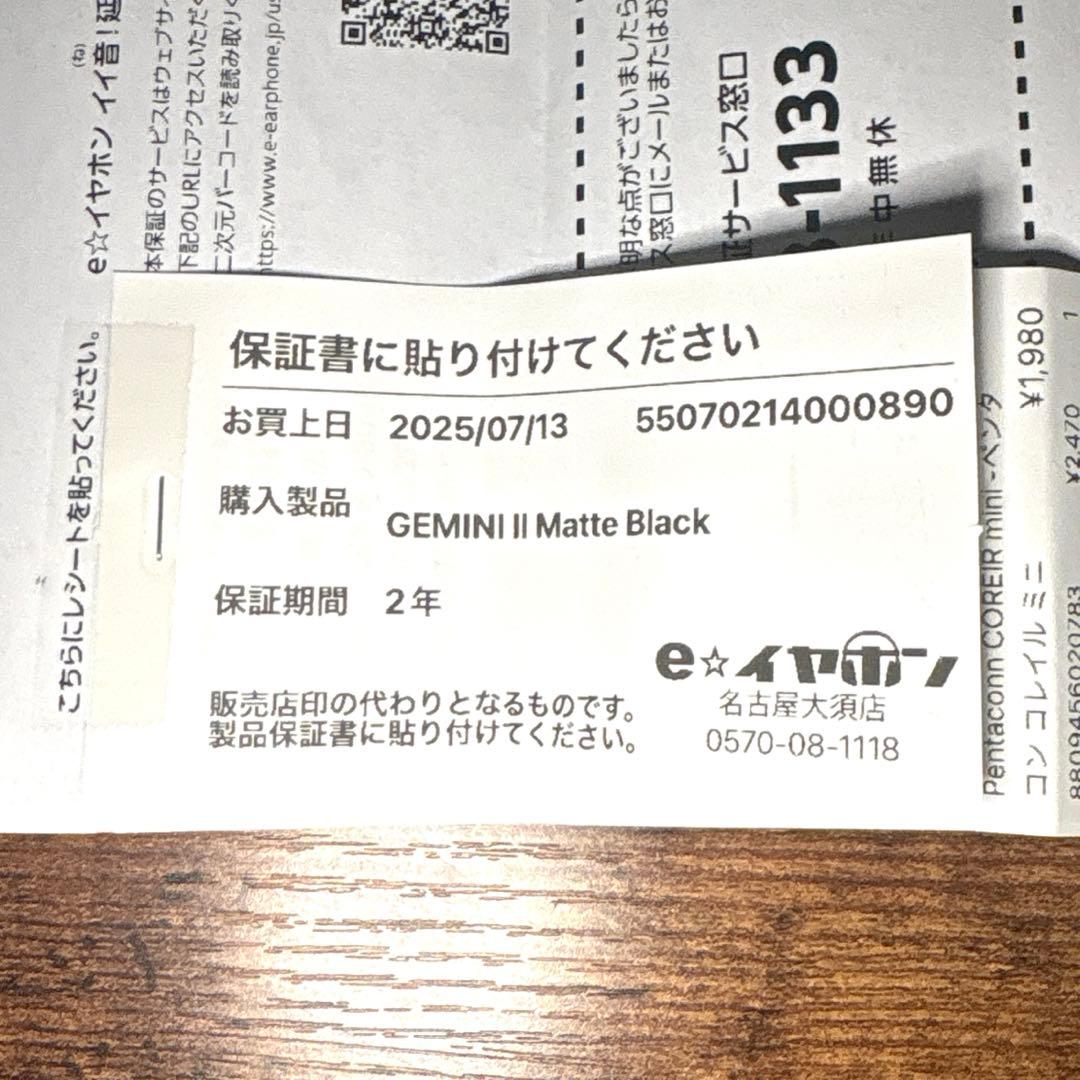 保証書に貼り付けてください
お買上日 2025/07/13 55070214000890
購入製品 GEMINI II Matte Black
保証期間 2年
販売店印の代わりとなるものです。
製品保証書に貼り付けてください。
e☆イヤホン
名古屋大須店
0570-08-1118
こちらにレシートを貼ってください。
e☆イヤホン イイ音!延
(ね)
本保証のサービスはウェブサイ
下記のURLにアクセスいただく
二次元バーコードを読み取りく
https://www.e-earphone.jp/us
明な点がございましたら
ス窓口にメールまたはお
証サービス窓口
-1133
中無休
Pentaconn COREIR mini -ペンタ
コン コレイル ミニ
¥1,980
8809456020783
¥2,470
1